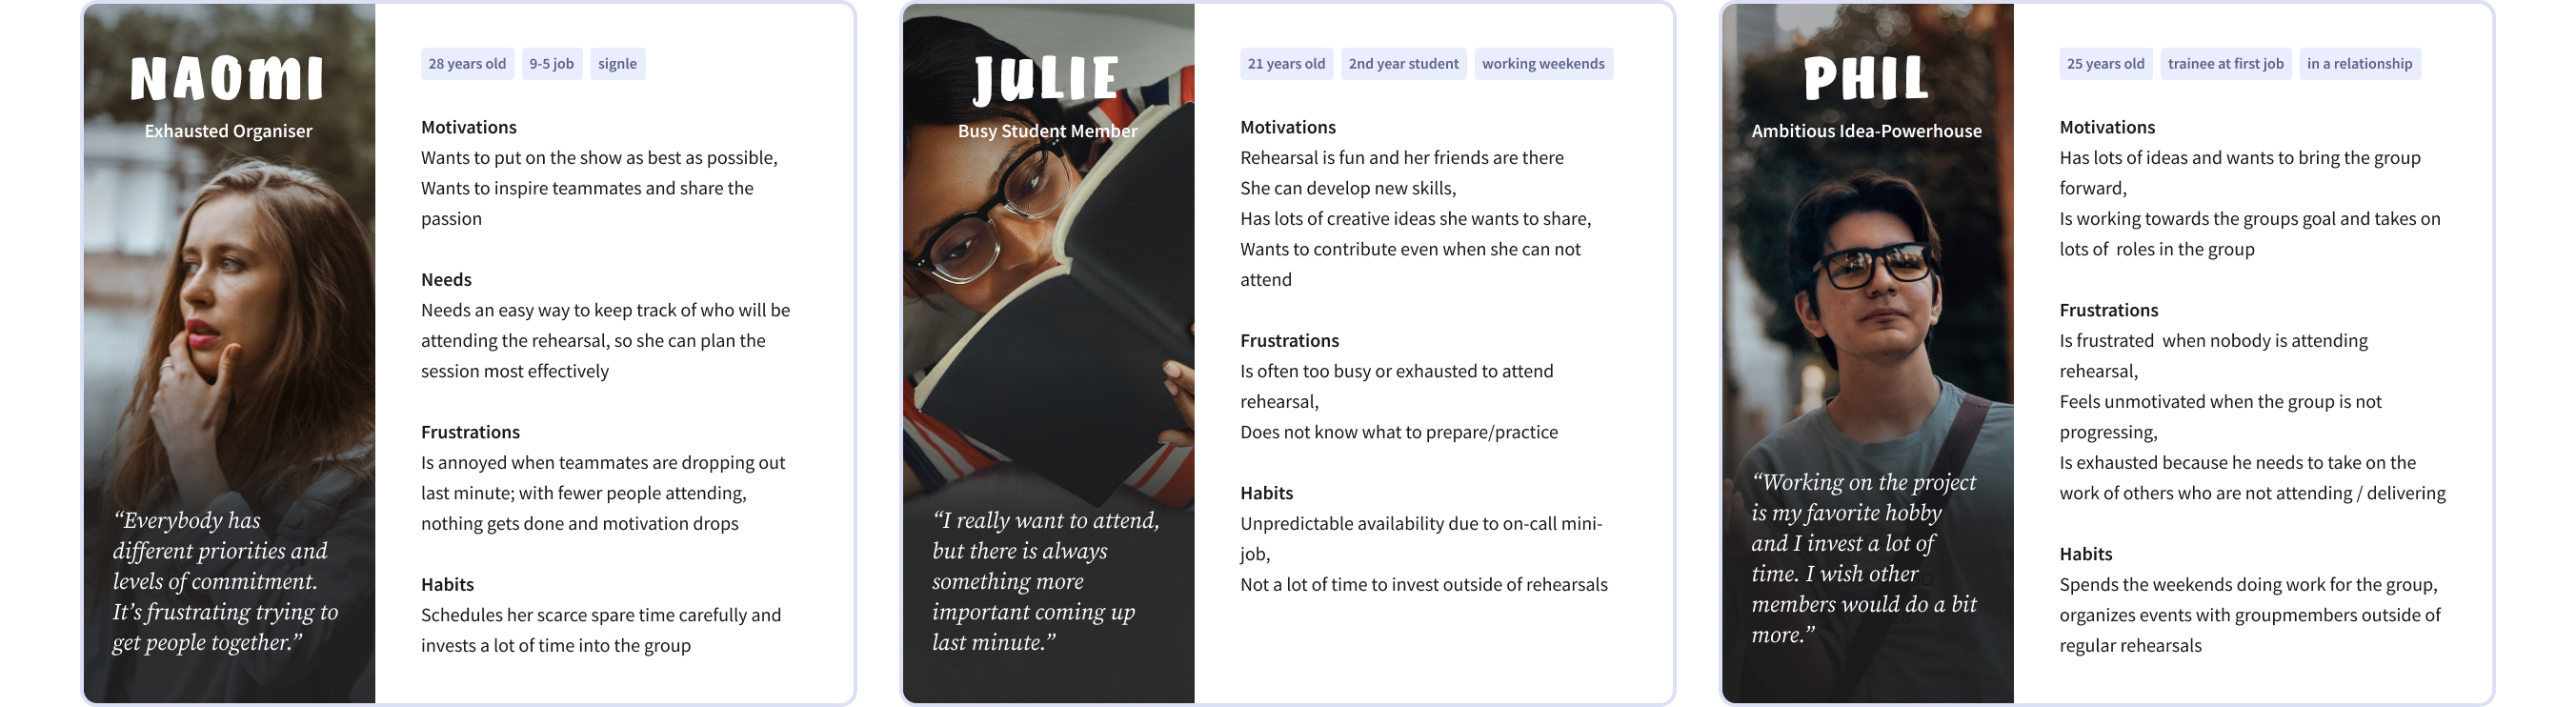 NAOMI
Exhausted Organiser
“Everybody has
different priorities and
levels of commitment.
It’s frustrating trying to
get people together.”
28 years old
9-5 job
signle
Motivations
Wants to put on the show as best as possible,
Wants to inspire teammates and share the
passion
Needs
Needs an easy way to keep track of who will be
attending the rehearsal, so she can plan the
session most effectively
Frustrations
Is annoyed when teammates are dropping out
last minute; with fewer people attending,
nothing gets done and motivation drops
Habits
Schedules her scarce spare time carefully and
invests a lot of time into the group
JULIE
Busy Student Member
“I really want to attend,
but there is always
something more
important coming up
last minute.”
21 years old
2nd year student
working weekends
Motivations
Rehearsal is fun and her friends are there
She can develop new skills,
Has lots of creative ideas she wants to share,
Wants to contribute even when she can not
attend
Frustrations
Is often too busy or exhausted to attend
rehearsal,
Does not know what to prepare/practice
Habits
Unpredictable availability due to on-call mini-
job,
Not a lot of time to invest outside of rehearsals
PHIL
Ambitious Idea-Powerhouse
“Working on the project
is my favorite hobby
and I invest a lot of
time. I wish other
members would do a bit
more.”
25 years old
trainee at first job
in a relationship
Motivations
Has lots of ideas and wants to bring the group
forward,
Is working towards the groups goal and takes on
lots of  roles in the group
Frustrations
Is frustrated  when nobody is attending
rehearsal,
Feels unmotivated when the group is not
progressing,
Is exhausted because he needs to take on the
work of others who are not attending / delivering
Habits
Spends the weekends doing work for the group,
organizes events with groupmembers outside of
regular rehearsals